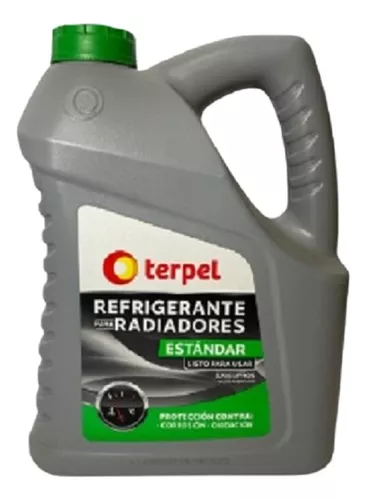 terpel
REFRIGERANTE
PARA RADIADORES
ESTÁNDAR
LISTO PARA USAR
PROTECCIÓN CONTRA:
· CORROSIÓN · OXIDACIÓN